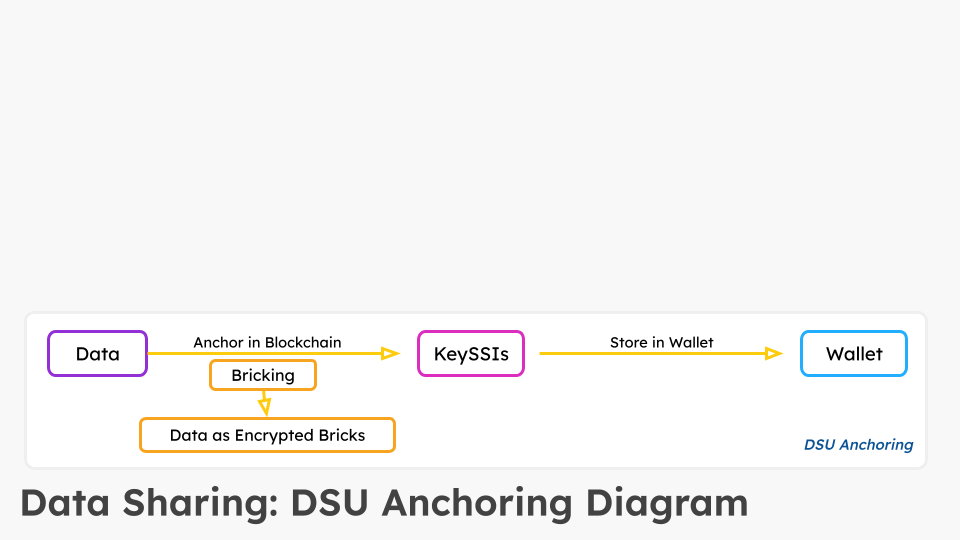 Data
Anchor in Blockchain
KeySSIs
Store in Wallet
Wallet
Bricking
Data as Encrypted Bricks
DSU Anchoring
Data Sharing: DSU Anchoring Diagram